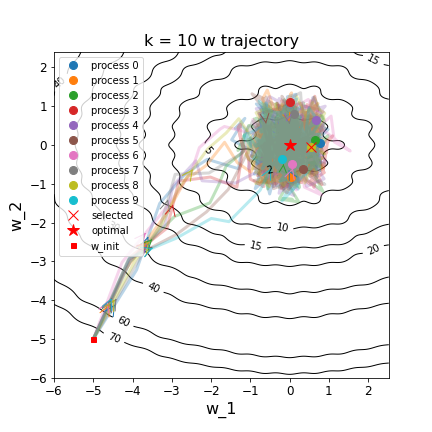 k = 10 w trajectory
process 0
process 1
process 2
process 3
process 4
process 5
process 6
process 7
process 8
process 9
selected
optimal
w_init
15
40
5
2
10
15
20
40
60
70
2
1
0
−1
−2
−3
−4
−5
−6
w_2
−6 −5 −4 −3 −2 −1 0 1 2
w_1